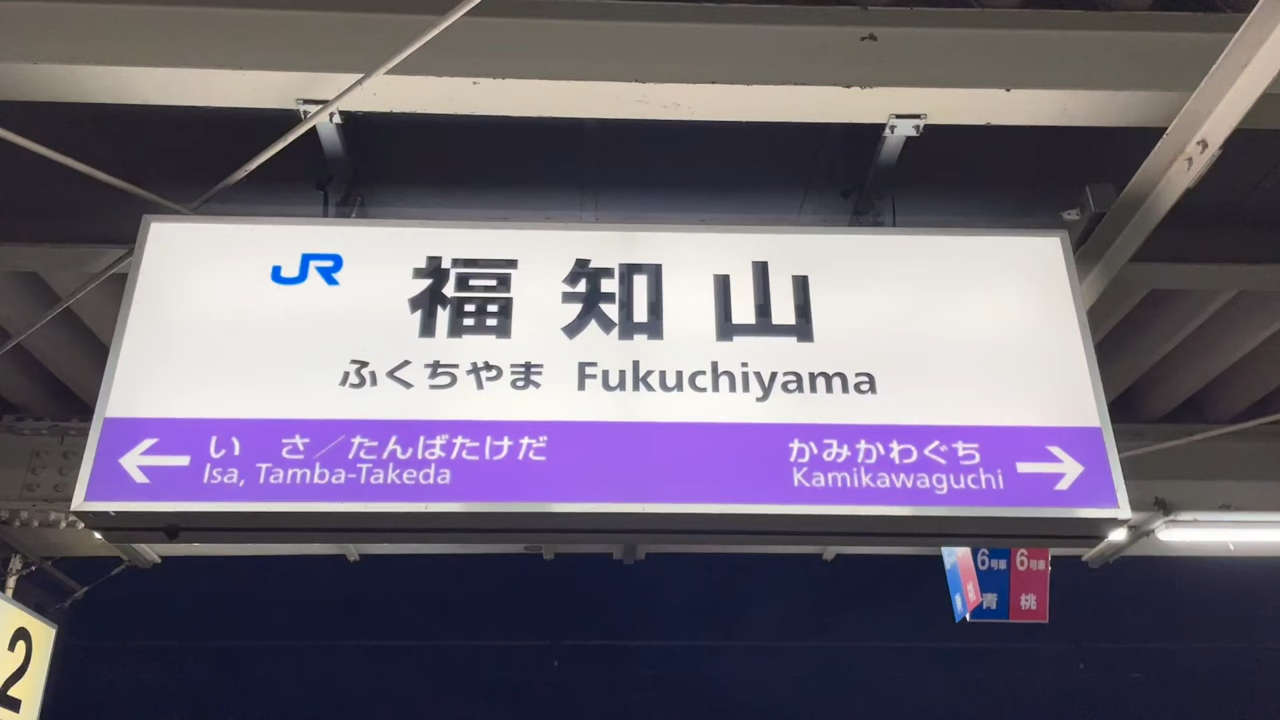 JR 福知山
ふくちやま Fukuchiyama
← い さ／たんばたけだ
Isa, Tamba-Takeda
かみかわぐち →
Kamikawaguchi
6号車 6号車
青 桃
2